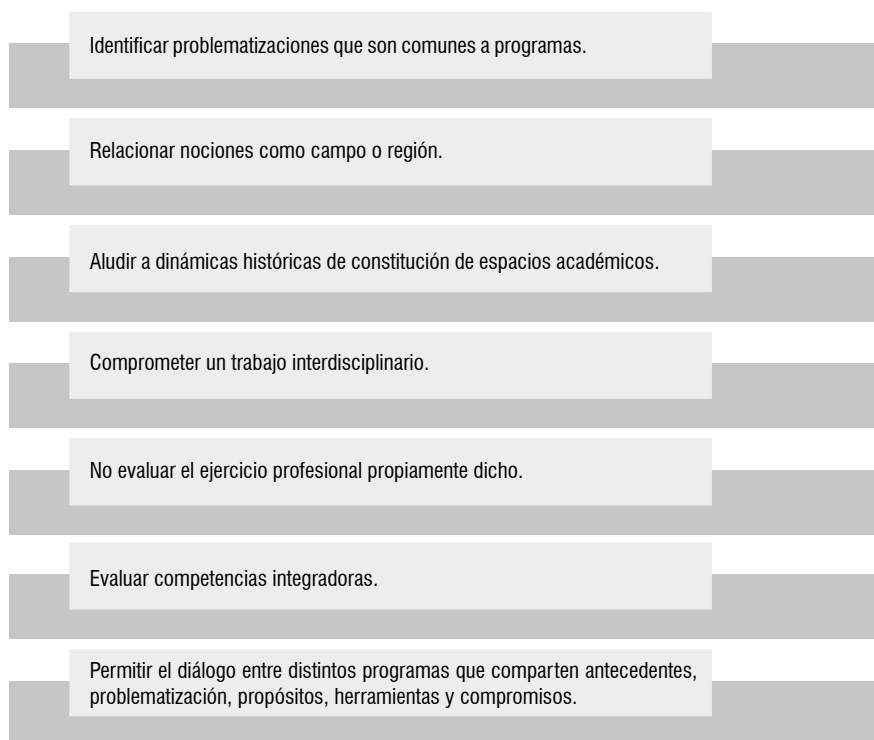 Identificar problematizaciones que son comunes a programas.
Relacionar nociones como campo o región.
Aludir a dinámicas históricas de constitución de espacios académicos.
Comprometer un trabajo interdisciplinario.
No evaluar el ejercicio profesional propiamente dicho.
Evaluar competencias integradoras.
Permitir el diálogo entre distintos programas que comparten antecedentes,
problematización, propósitos, herramientas y compromisos.